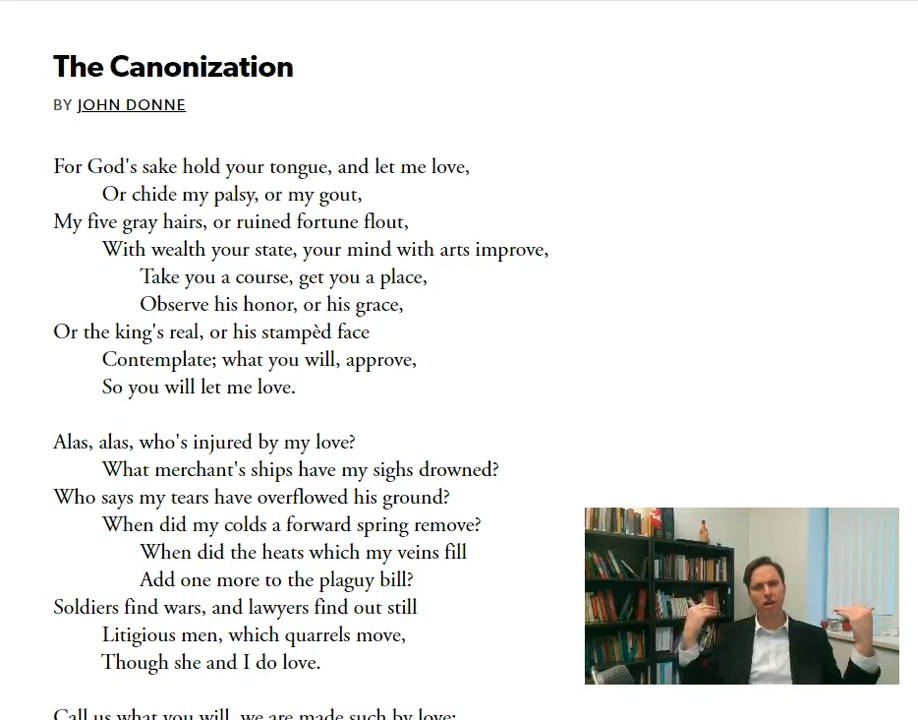 The Canonization
BY JOHN DONNE
For God's sake hold your tongue, and let me love,
Or chide my palsy, or my gout,
My five gray hairs, or ruined fortune flout,
With wealth your state, your mind with arts improve,
Take you a course, get you a place,
Observe his honor, or his grace,
Or the king's real, or his stampèd face
Contemplate; what you will, approve,
So you will let me love.
Alas, alas, who's injured by my love?
What merchant's ships have my sighs drowned?
Who says my tears have overflowed his ground?
When did my colds a forward spring remove?
When did the heats which my veins fill
Add one more to the plaguy bill?
Soldiers find wars, and lawyers find out still
Litigious men, which quarrels move,
Though she and I do love.
Call us what you will, we are made such by love;